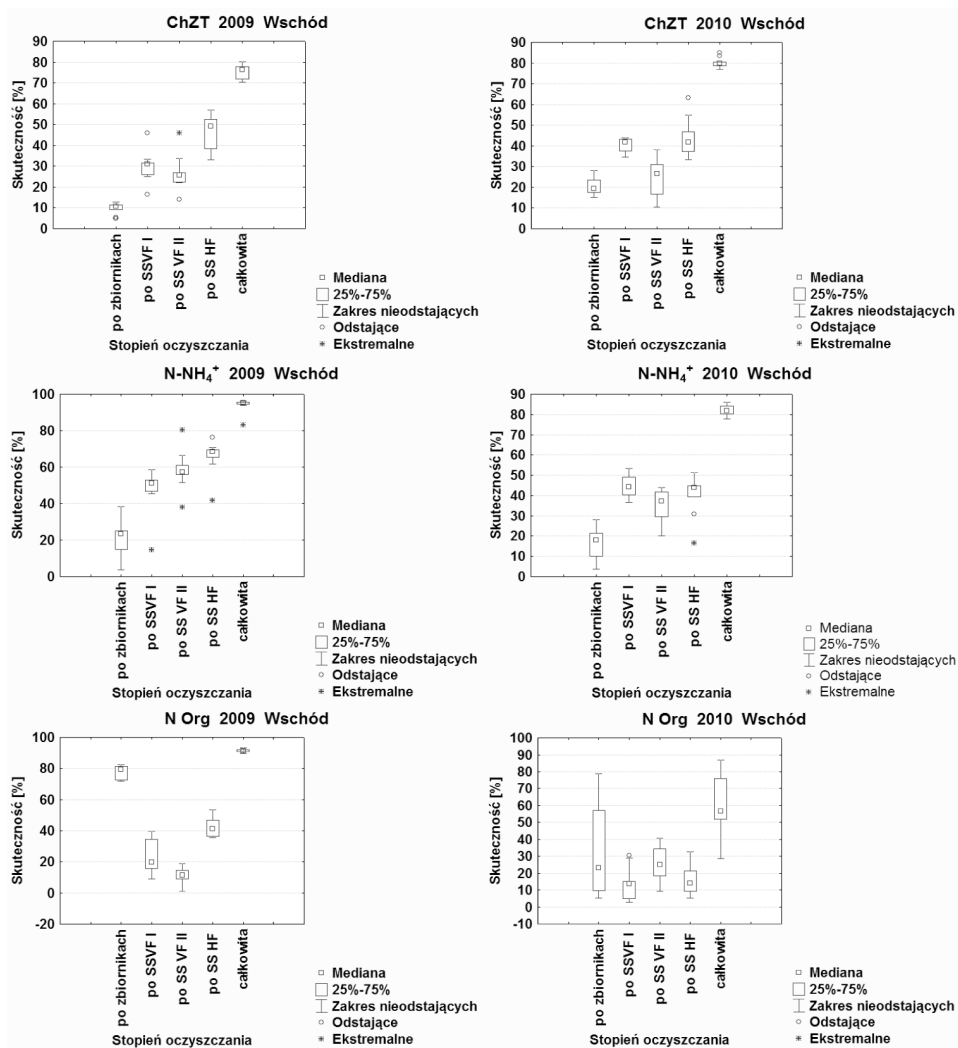 ChZT 2009 Wschód
Skuteczność [%]
90
80
70
60
50
40
30
20
10
0
po zbiornikach
po SSVF I
po SS VF II
po SS HF
całkowita
Stopień oczyszczania
Mediana
25%-75%
Zakres nieodstających
Odstające
Ekstremalne
ChZT 2010 Wschód
Skuteczność [%]
90
80
70
60
50
40
30
20
10
0
po zbiornikach
po SSVF I
po SS VF II
po SS HF
całkowita
Stopień oczyszczania
Mediana
25%-75%
Zakres nieodstających
Odstające
Ekstremalne
N-NH₄⁺ 2009 Wschód
Skuteczność [%]
100
80
60
40
20
0
po zbiornikach
po SSVF I
po SS VF II
po SS HF
całkowita
Stopień oczyszczania
Mediana
25%-75%
Zakres nieodstających
Odstające
Ekstremalne
N-NH₄⁺ 2010 Wschód
Skuteczność [%]
90
80
70
60
50
40
30
20
10
0
po zbiornikach
po SSVF I
po SS VF II
po SS HF
całkowita
Stopień oczyszczania
Mediana
25%-75%
Zakres nieodstających
Odstające
Ekstremalne
N Org 2009 Wschód
Skuteczność [%]
100
80
60
40
20
0
-20
po zbiornikach
po SSVF I
po SS VF II
po SS HF
całkowita
Stopień oczyszczania
Mediana
25%-75%
Zakres nieodstających
Odstające
Ekstremalne
N Org 2010 Wschód
Skuteczność [%]
100
90
80
70
60
50
40
30
20
10
0
-10
po zbiornikach
po SSVF I
po SS VF II
po SS HF
całkowita
Stopień oczyszczania
Mediana
25%-75%
Zakres nieodstających
Odstające
Ekstremalne